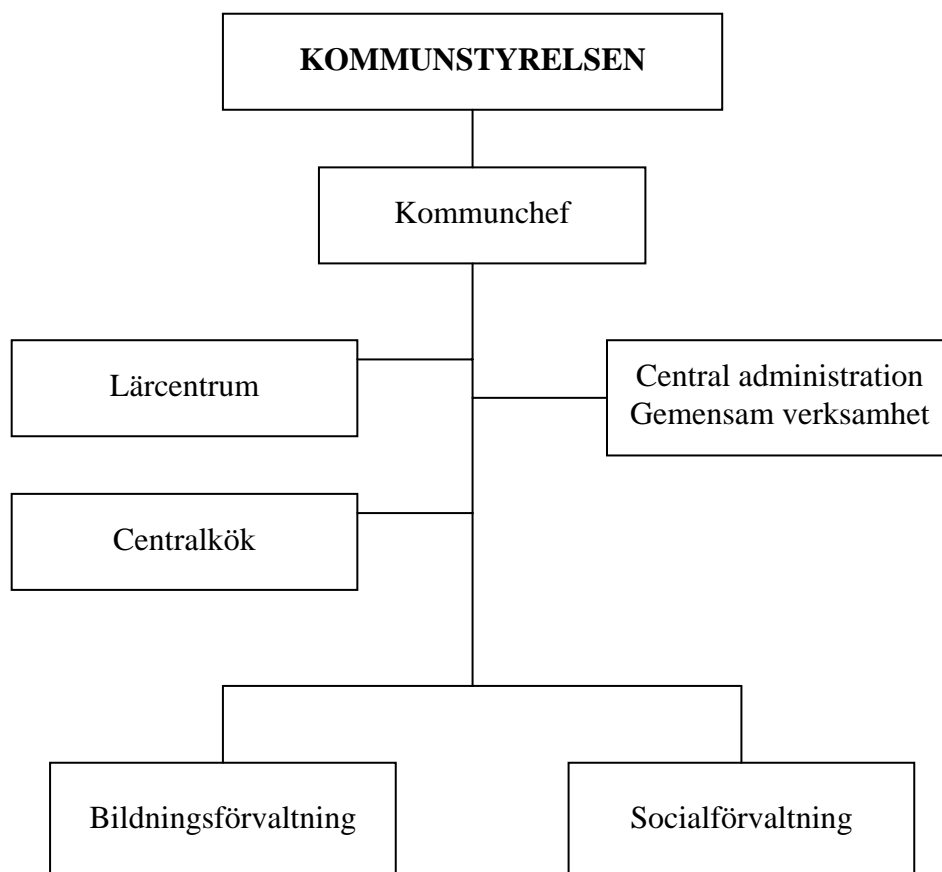 KOMMUNSTYRELSEN
Kommunchef
Lärcentrum
Central administration
Gemensam verksamhet
Centralkök
Bildningsförvaltning
Socialförvaltning